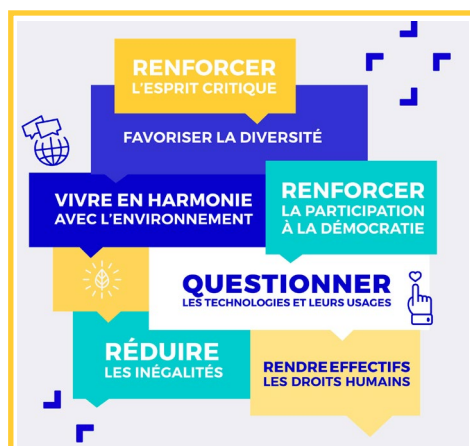 RENFORCER
L'ESPRIT CRITIQUE
FAVORISER LA DIVERSITÉ
VIVRE EN HARMONIE
AVEC L'ENVIRONNEMENT
RENFORCER
LA PARTICIPATION
À LA DÉMOCRATIE
QUESTIONNER
LES TECHNOLOGIES ET LEURS USAGES
RÉDUIRE
LES INÉGALITÉS
RENDRE EFFECTIFS
LES DROITS HUMAINS